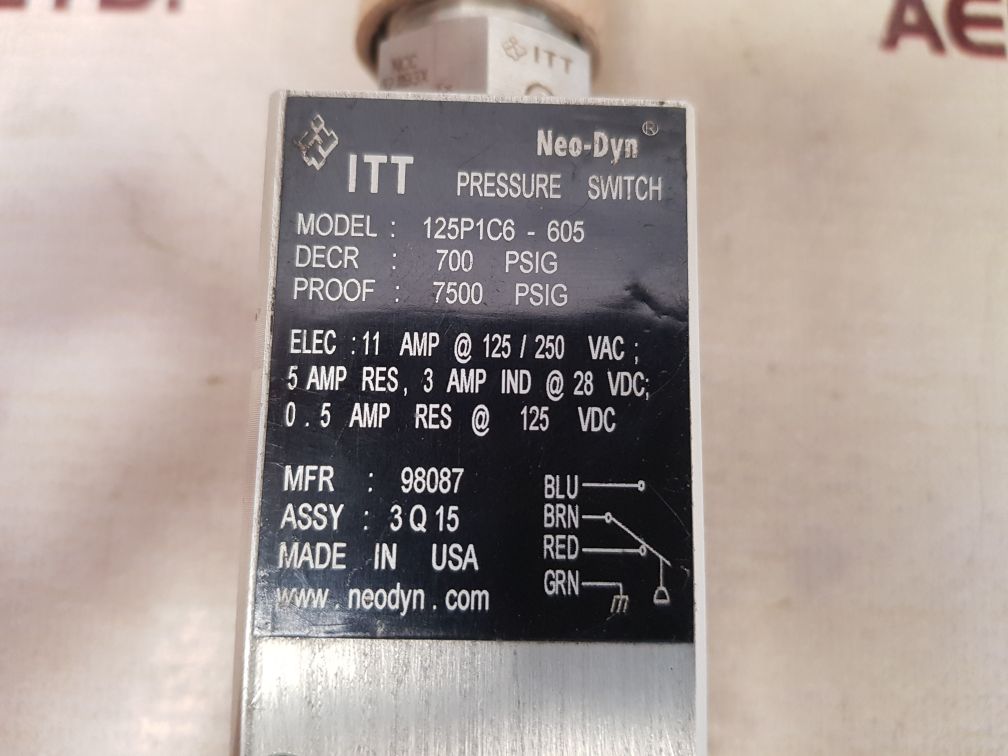 ITT
NCC
ITT
Neo-Dyn®
PRESSURE SWITCH
MODEL : 125P1C6 - 605
DECR : 700 PSIG
PROOF : 7500 PSIG
ELEC : 11 AMP @ 125 / 250 VAC ;
5 AMP RES , 3 AMP IND @ 28 VDC;
0 . 5 AMP RES @ 125 VDC
MFR : 98087
ASSY : 3 Q 15
MADE IN USA
www . neodyn . com
BLU
BRN
RED
GRN